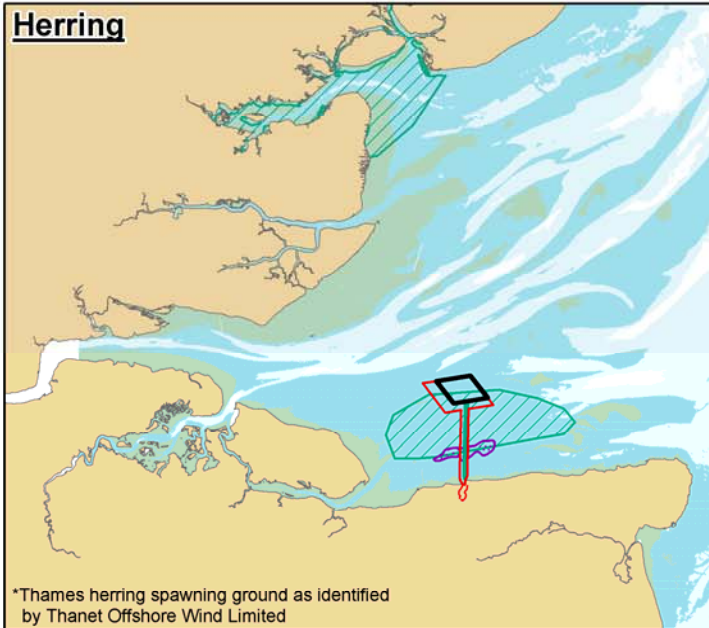 Herring
*Thames herring spawning ground as identified
by Thanet Offshore Wind Limited